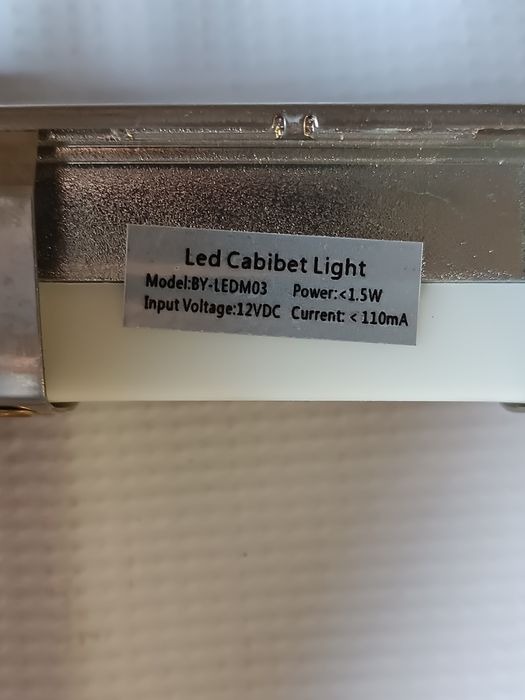 Led Cabibet Light
Model:BY-LEDM03 Power:<1.5W
Input Voltage:12VDC Current: < 110mA